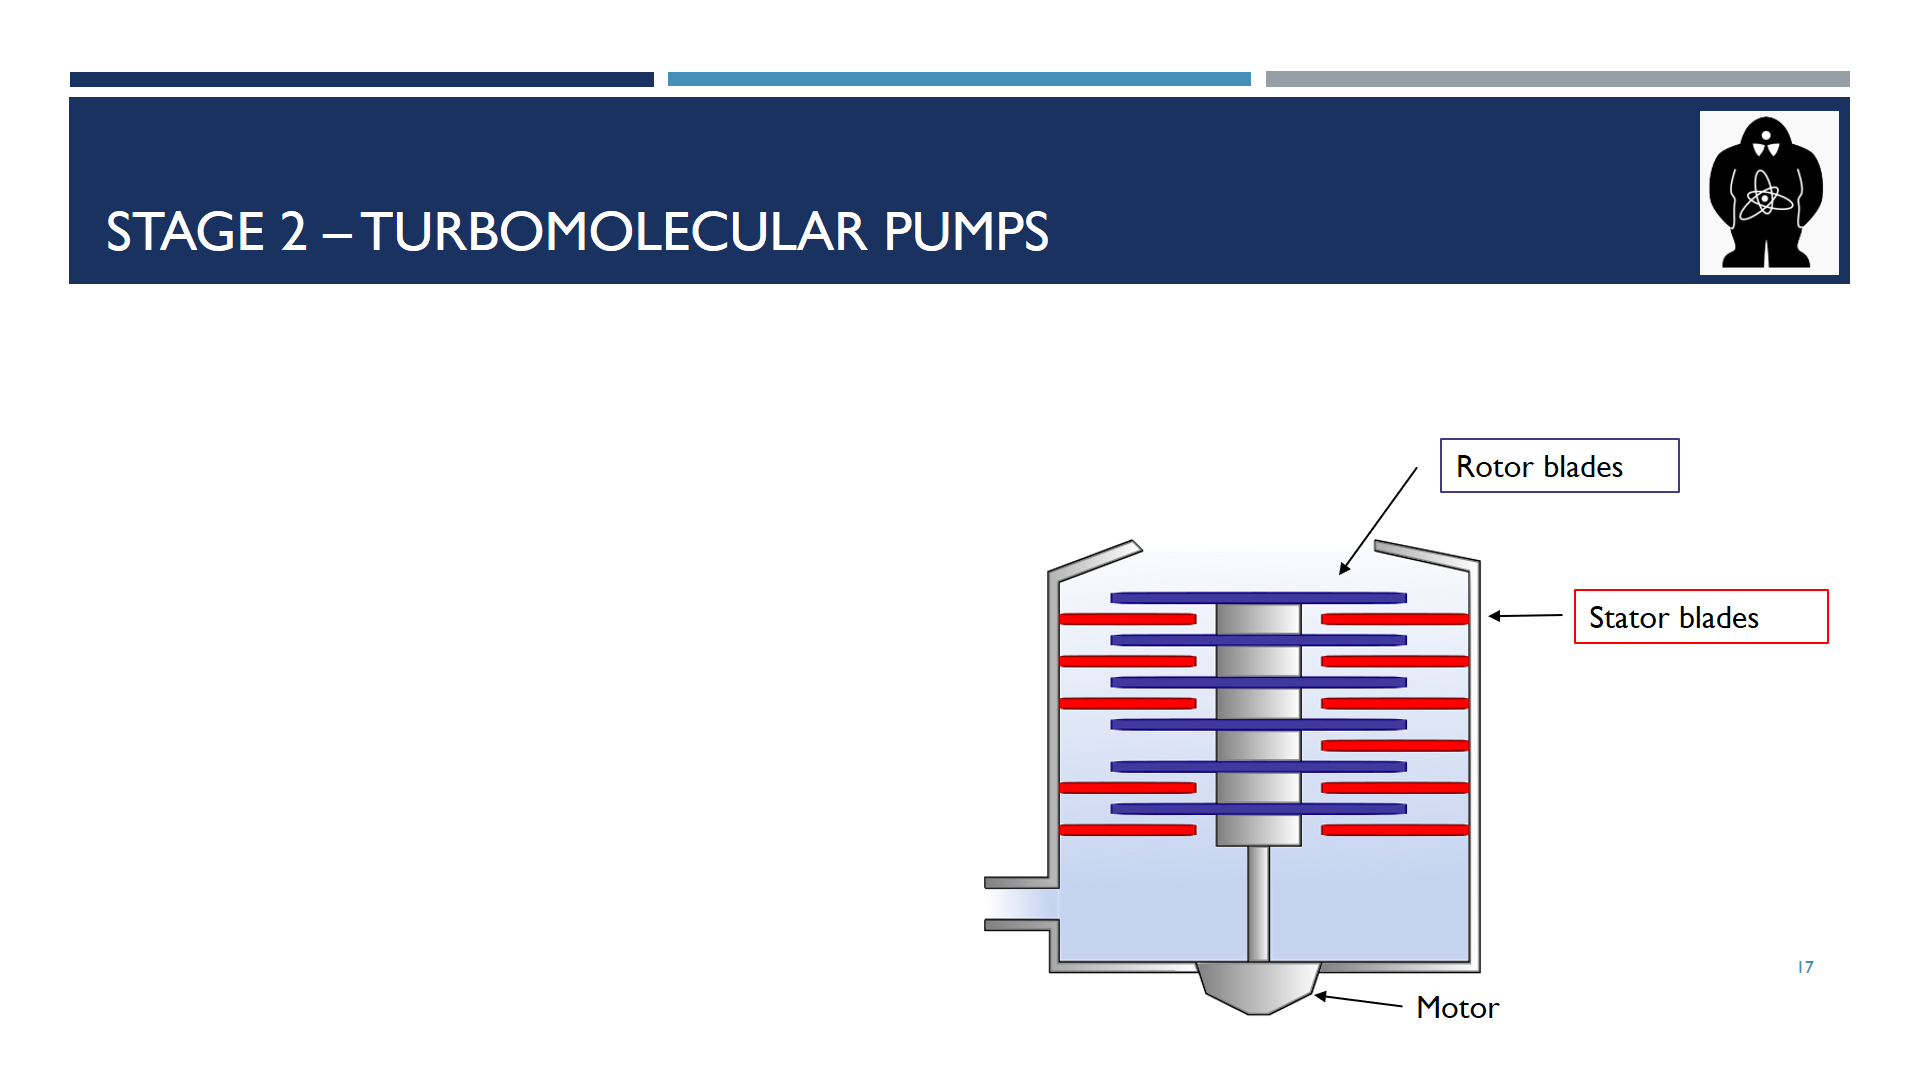 STAGE 2 – TURBOMOLECULAR PUMPS
Rotor blades
Stator blades
17
Motor